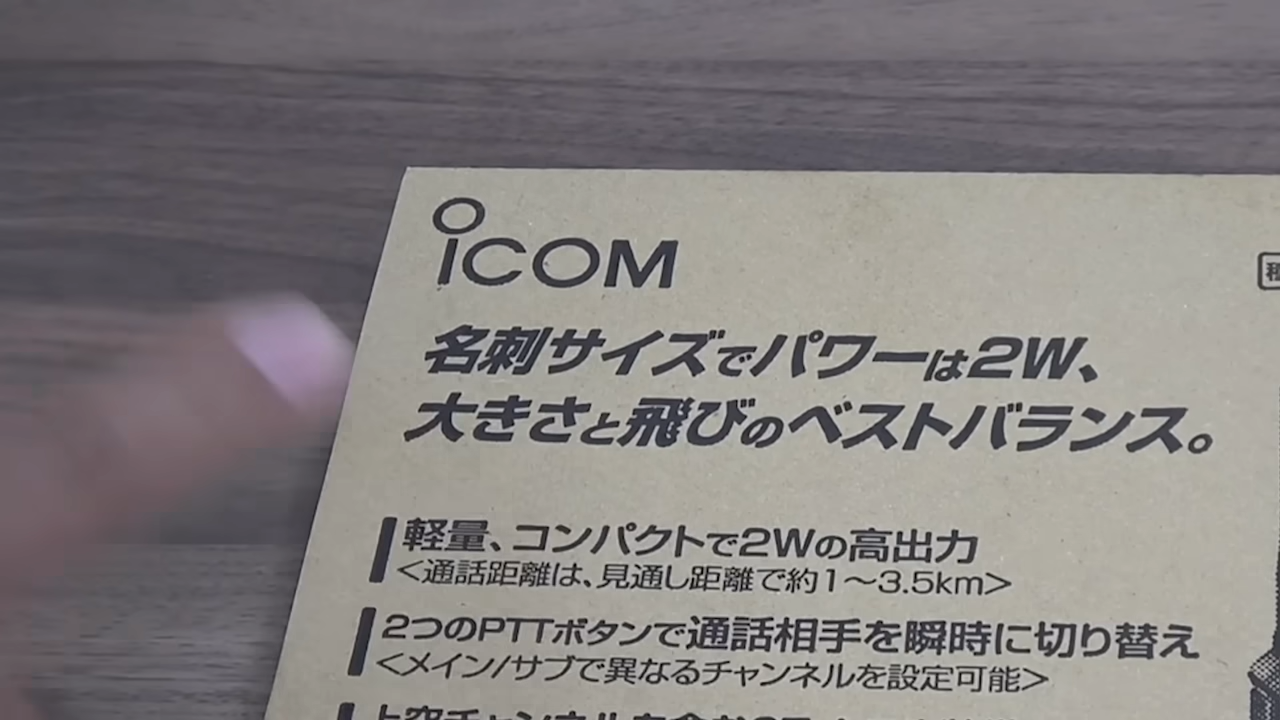 ICOM
名刺サイズでパワーは2W、
大きさと飛びのベストバランス。
軽量、コンパクトで2Wの高出力
<通話距離は、見通し距離で約1〜3.5km>
2つのPTTボタンで通話相手を瞬時に切り替え
<メイン/サブで異なるチャンネルを設定可能>